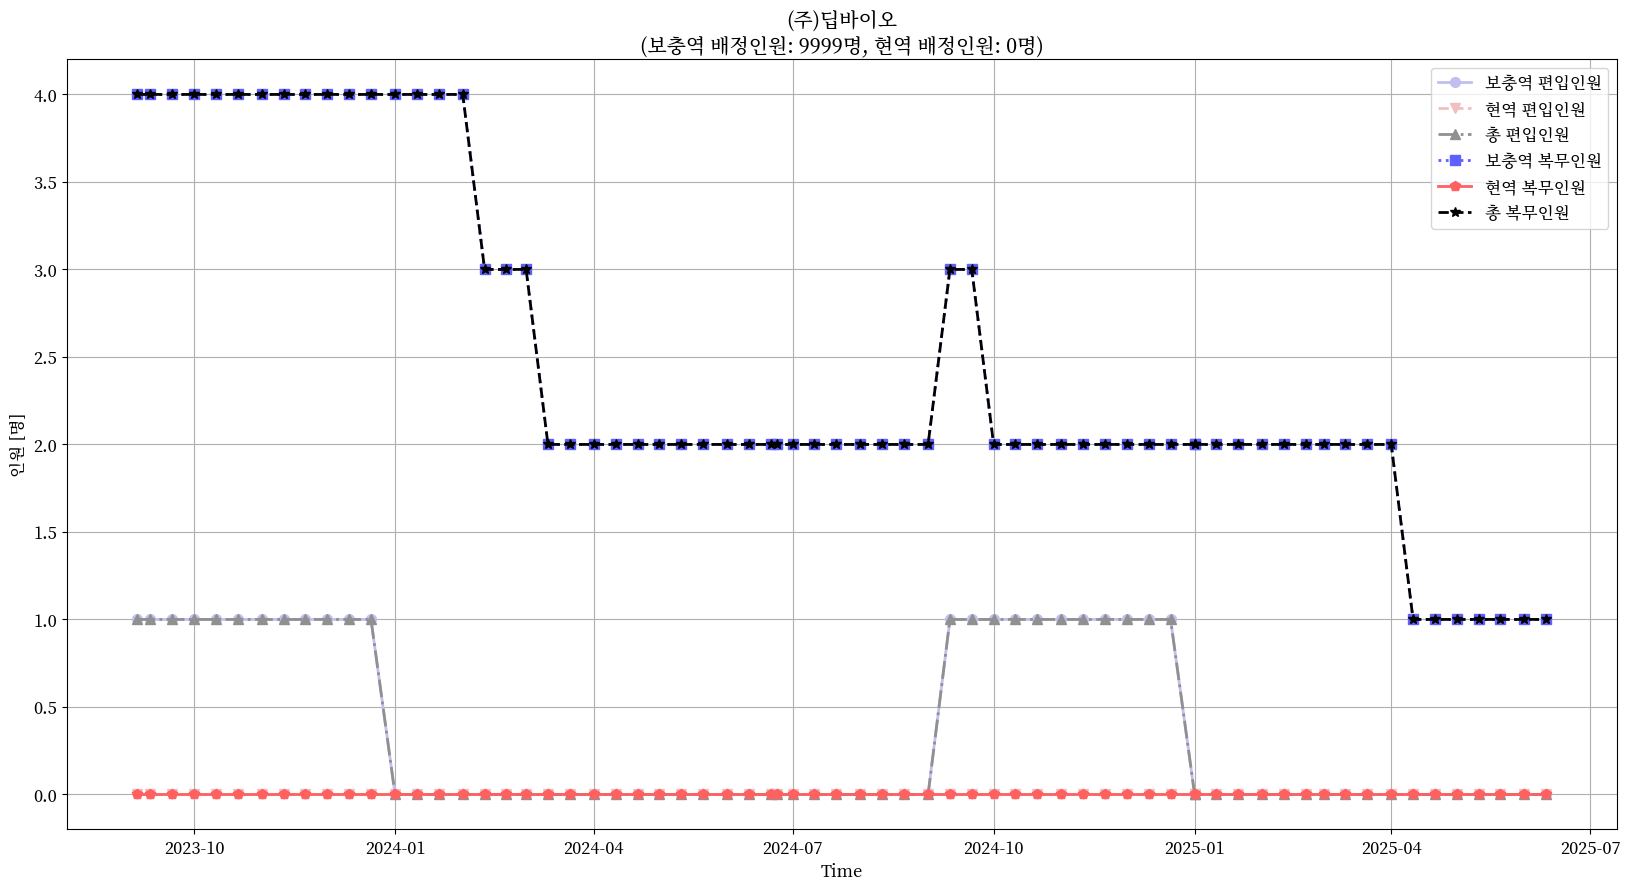 (주)딥바이오
(보충역 배정인원: 9999명, 현역 배정인원: 0명)
보충역 편입인원
현역 편입인원
총 편입인원
보충역 복무인원
현역 복무인원
총 복무인원
인원 [명]
4.0
3.5
3.0
2.5
2.0
1.5
1.0
0.5
0.0
2023-10
2024-01
2024-04
2024-07
2024-10
2025-01
2025-04
2025-07
Time